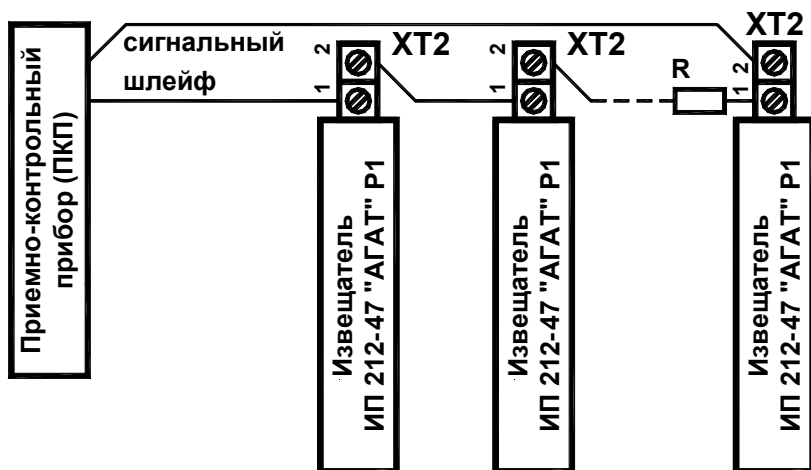 Приемно-контрольный
прибор (ПКП)
сигнальный
шлейф
2
1
XT2
Извещатель
ИП 212-47 "АГАТ" Р1
2
1
XT2
Извещатель
ИП 212-47 "АГАТ" Р1
R
XT2
2
1
Извещатель
ИП 212-47 "АГАТ" Р1